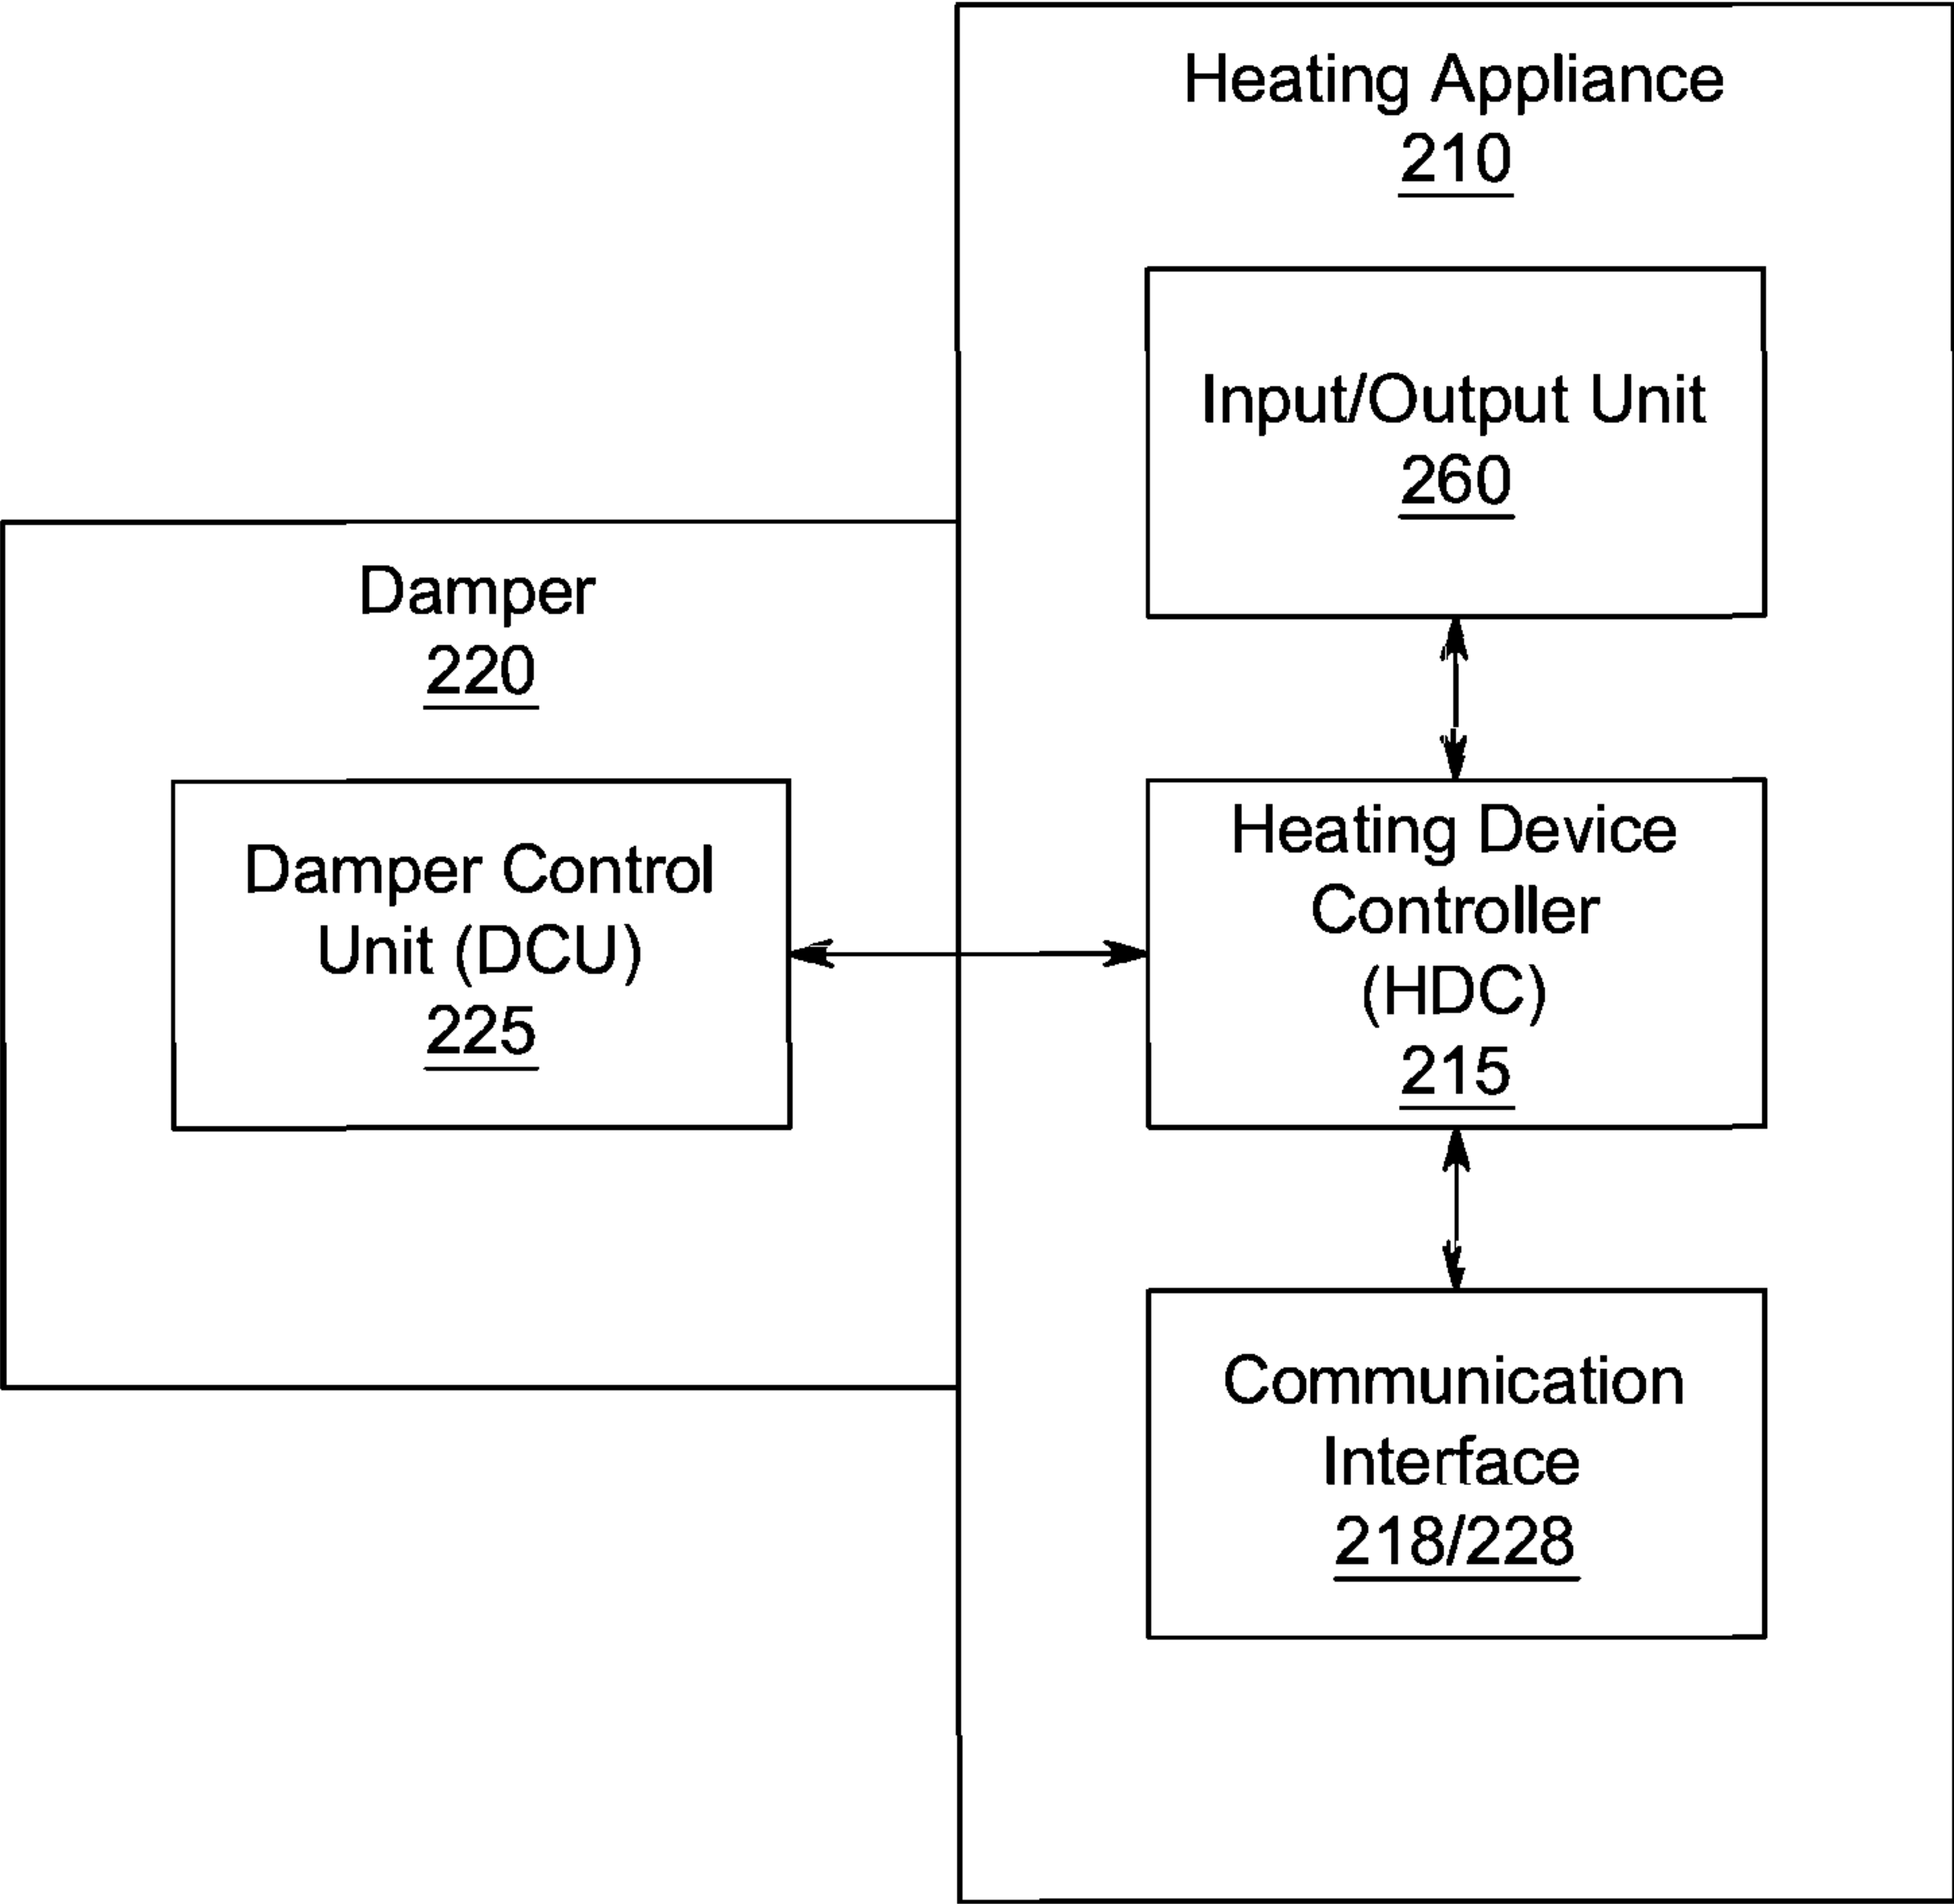 Heating Appliance
210
Input/Output Unit
260
Damper
220
Damper Control
Unit (DCU)
225
Heating Device
Controller
(HDC)
215
Communication
Interface
218/228